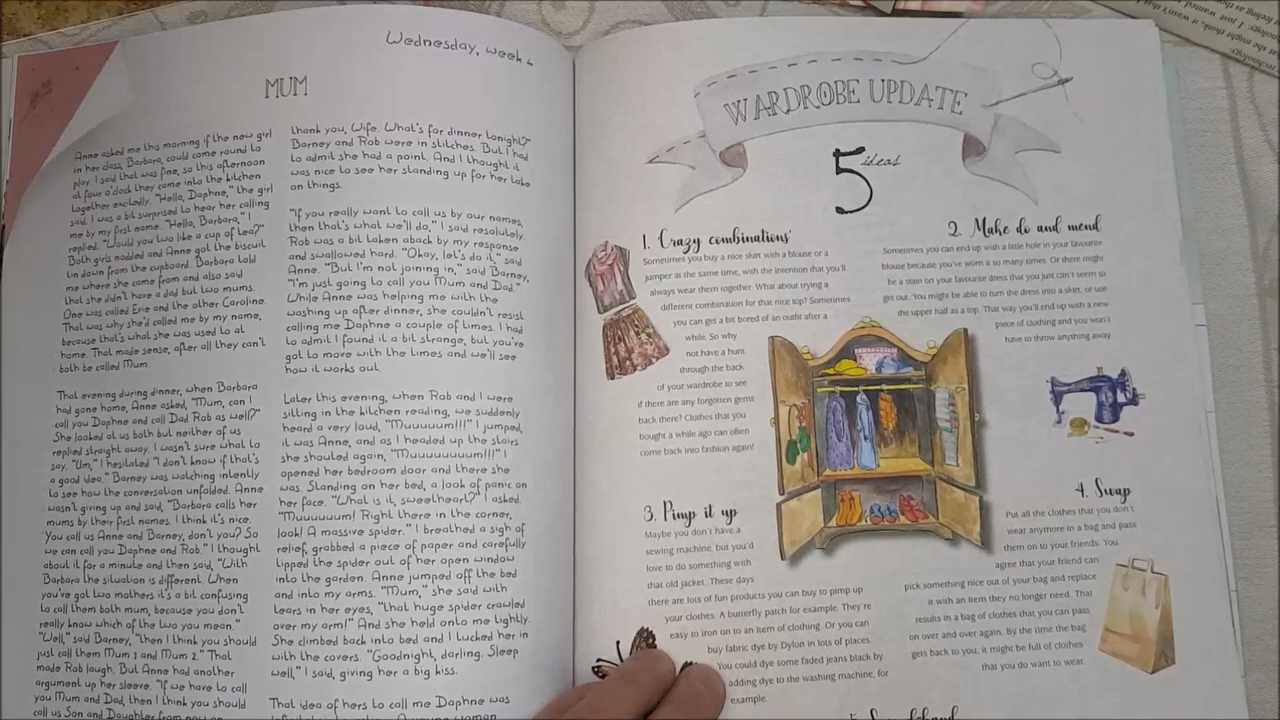 Wednesday, week 4
MUM
Anne asked me this morning if the new girl
in her class, Barbara, could come round to
play. I said that was fine, so this afternoon
at four o'clock they came into the kitchen
together excitedly. "Hello, Daphne," the girl
said. I was a bit surprised to hear her calling
me by my first name. "Hello, Barbara," I
replied. "Would you two like a cup of tea?"
Both girls nodded and Anne got the biscuit
tin down from the cupboard. Barbara told
me where she came from and also said
that she didn't have a dad but two mums.
One was called Evie and the other Caroline.
That was why she'd called me by my name,
because that's what she was used to at
home. That made sense, after all they can't
both be called Mum.
That evening during dinner, when Barbara
had gone home, Anne asked, "Mum, can I
call you Daphne and call Dad Rob as well?"
She looked at us both but neither of us
replied straight away. I wasn't sure what to
say. "Um," I hesitated "I don't know if that's
a good idea." Barney was watching intently
to see how the conversation unfolded. Anne
wasn't giving up and said, "Barbara calls her
mums by their first names. I think it's nice.
You call us Anne and Barney, don't you? So
we can call you Daphne and Rob." I thought
about it for a minute and then said, "With
Barbara the situation is different. When
you've got two mothers it's a bit confusing
to call them both mum, because you don't
really know which of the two you mean."
"Well," said Barney, "then I think you should
just call them Mum 1 and Mum 2." That
made Rob laugh. But Anne had another
argument up her sleeve. "If we have to call
you Mum and Dad, then I think you should
call us Son and Daughter from now on
thank you, Wife. What's for dinner tonight?"
Barney and Rob were in stitches. But I had
to admit she had a point. And I thought it
was nice to see her standing up for her take
on things.
"If you really want to call us by our names,
then that's what we'll do," I said resolutely.
Rob was a bit taken aback by my response
and swallowed hard. "Okay, let's do it," said
Anne. "But I'm not joining in," said Barney,
"I'm just going to call you Mum and Dad."
While Anne was helping me with the
washing up after dinner, she couldn't resist
calling me Daphne a couple of times. I had
to admit I found it a bit strange, but you've
got to move with the times and we'll see
how it works out.
Later this evening, when Rob and I were
sitting in the kitchen reading, we suddenly
heard a very loud, "Muuuuuum!!!" I jumped,
it was Anne, and as I headed up the stairs
she shouted again, "Muuuuuuuum!!!" I
opened her bedroom door and there she
was. Standing on her bed, a look of panic on
her face. "What is it, sweetheart?" I asked.
"Muuuuuum! Right there in the corner,
look! A massive spider." I breathed a sigh of
relief, grabbed a piece of paper and carefully
tipped the spider out of her open window
into the garden. Anne jumped off the bed
and into my arms. "Mum," she said with
tears in her eyes, "that huge spider crawled
over my arm!" And she held onto me tightly.
She climbed back into bed and I tucked her in
with the covers. "Goodnight, darling. Sleep
well," I said, giving her a big kiss.
That idea of hers to call me Daphne was
WARDROBE UPDATE
5 ideas
1. Crazy combinations
Sometimes you buy a nice skirt with a blouse or a
jumper at the same time, with the intention that you'll
always wear them together. What about trying a
different combination for that nice top? Sometimes
you can get a bit bored of an outfit after a
while. So why
not have a hunt
through the back
of your wardrobe to see
if there are any forgotten gems
back there? Clothes that you
bought a while ago can often
come back into fashion again!
2. Make do and mend
Sometimes you can end up with a little hole in your favourite
blouse because you've worn it so many times. Or there might
be a stain on your favourite dress that you just can't seem to
get out. You might be able to turn the dress into a skirt, or use
the upper half as a top. That way you'll end up with a new
piece of clothing and you won't
have to throw anything away.
3. Pimp it up
Maybe you don't have a
sewing machine, but you'd
love to do something with
that old jacket. These days
there are lots of fun products you can buy to pimp up
your clothes. A butterfly patch for example. They're
easy to iron on to an item of clothing. Or you can
buy fabric dye by Dylon in lots of places.
You could dye some faded jeans black by
adding dye to the washing machine, for
example.
4. Swap
Put all the clothes that you don't
wear anymore in a bag and pass
them on to your friends. You
agree that your friend can
pick something nice out of your bag and replace
it with an item they no longer need. That
results in a bag of clothes that you can pass
on over and over again. By the time the bag
gets back to you, it might be full of clothes
that you do want to wear.